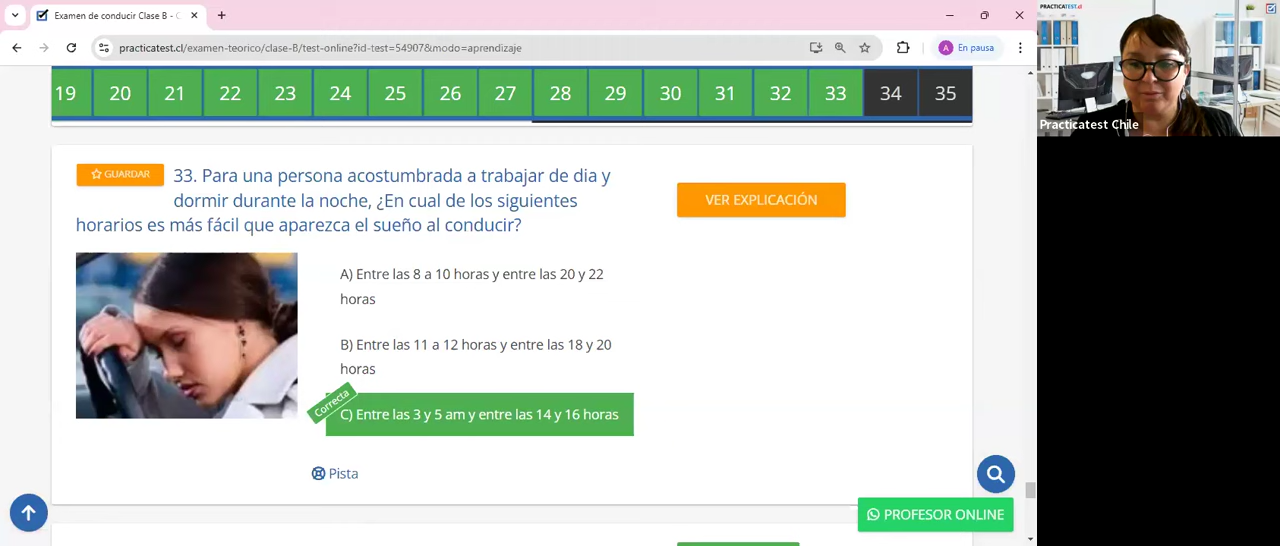 Examen de conducir Clase B - C
practicatest.cl/examen-teorico/clase-B/test-online?id-test=54907&modo=aprendizaje
A
En pausa
PRACTICATEST.cl
Practicatest Chile
19 20 21 22 23 24 25 26 27 28 29 30 31 32 33 34 35
GUARDAR
33. Para una persona acostumbrada a trabajar de dia y
dormir durante la noche, ¿En cual de los siguientes
horarios es más fácil que aparezca el sueño al conducir?
VER EXPLICACIÓN
A) Entre las 8 a 10 horas y entre las 20 y 22
horas
B) Entre las 11 a 12 horas y entre las 18 y 20
horas
Correcta
C) Entre las 3 y 5 am y entre las 14 y 16 horas
Pista
PROFESOR ONLINE